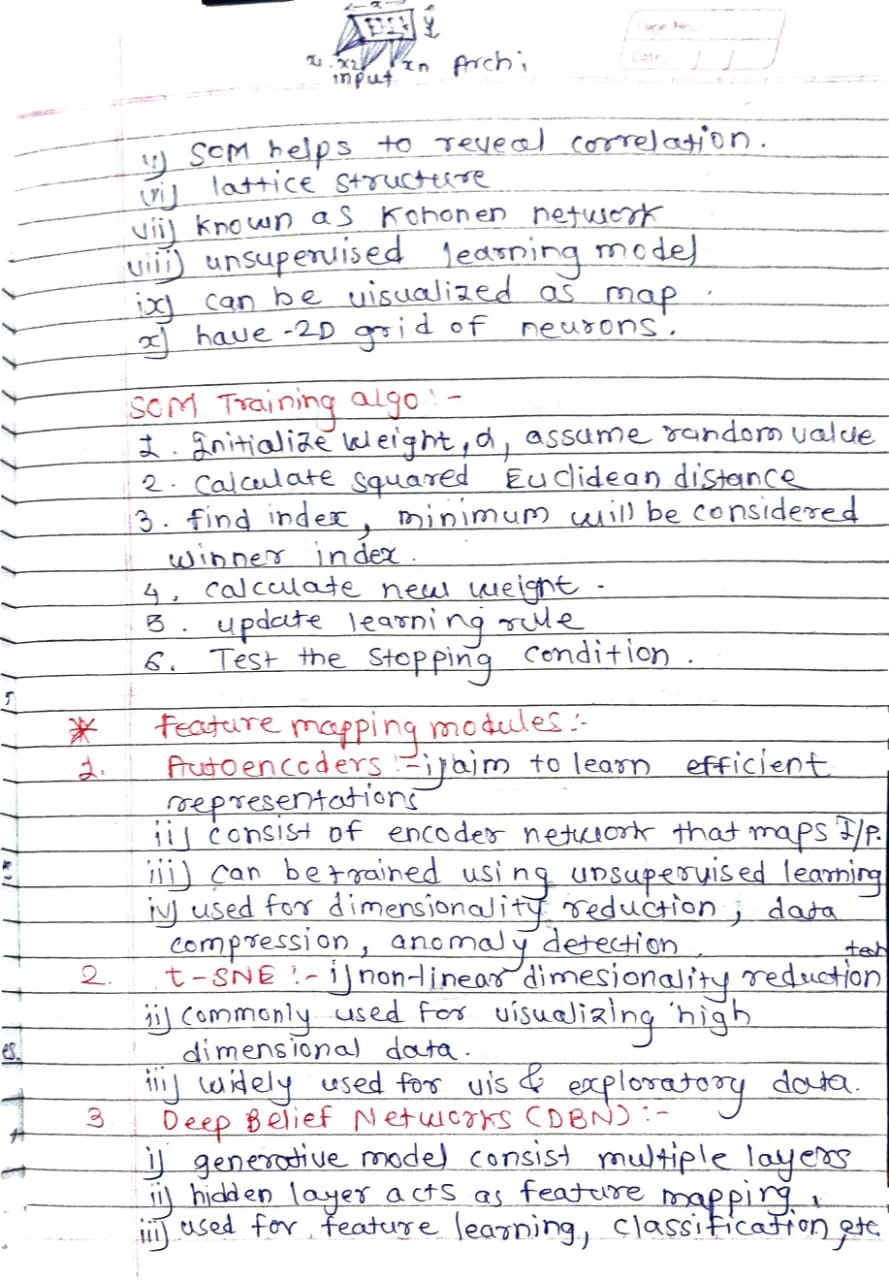 x
y
x1 x2 xn Archi
input
Page No.
Date / /
v) SOM helps to reveal correlation.
vi) lattice structure
vii) known as Kohonen network
viii) unsupervised learning model
ix) can be visualized as map.
x) have -2D grid of neurons.
SOM Training algo :-
1. Initialize weight, α, assume random value
2. Calculate squared Euclidean distance
3. find index, minimum will be considered
winner index.
4. calculate new weight.
5. update learning rule
6. Test the stopping condition.
* Feature mapping modules :-
1. Autoencoders :- i) aim to learn efficient
representations
ii) consist of encoder network that maps I/P.
iii) can be trained using unsupervised learning
iv) used for dimensionality reduction, data
compression, anomaly detection.
tech
2. t-SNE :- i) non-linear dimesionality reduction
ii) commonly used for visualizing high
dimensional data.
iii) widely used for vis & exploratory data.
3 Deep Belief Networks (DBN) :-
i) generative model consist multiple layers
ii) hidden layer acts as feature mapping,
iii) used for feature learning, classification, etc.
es.